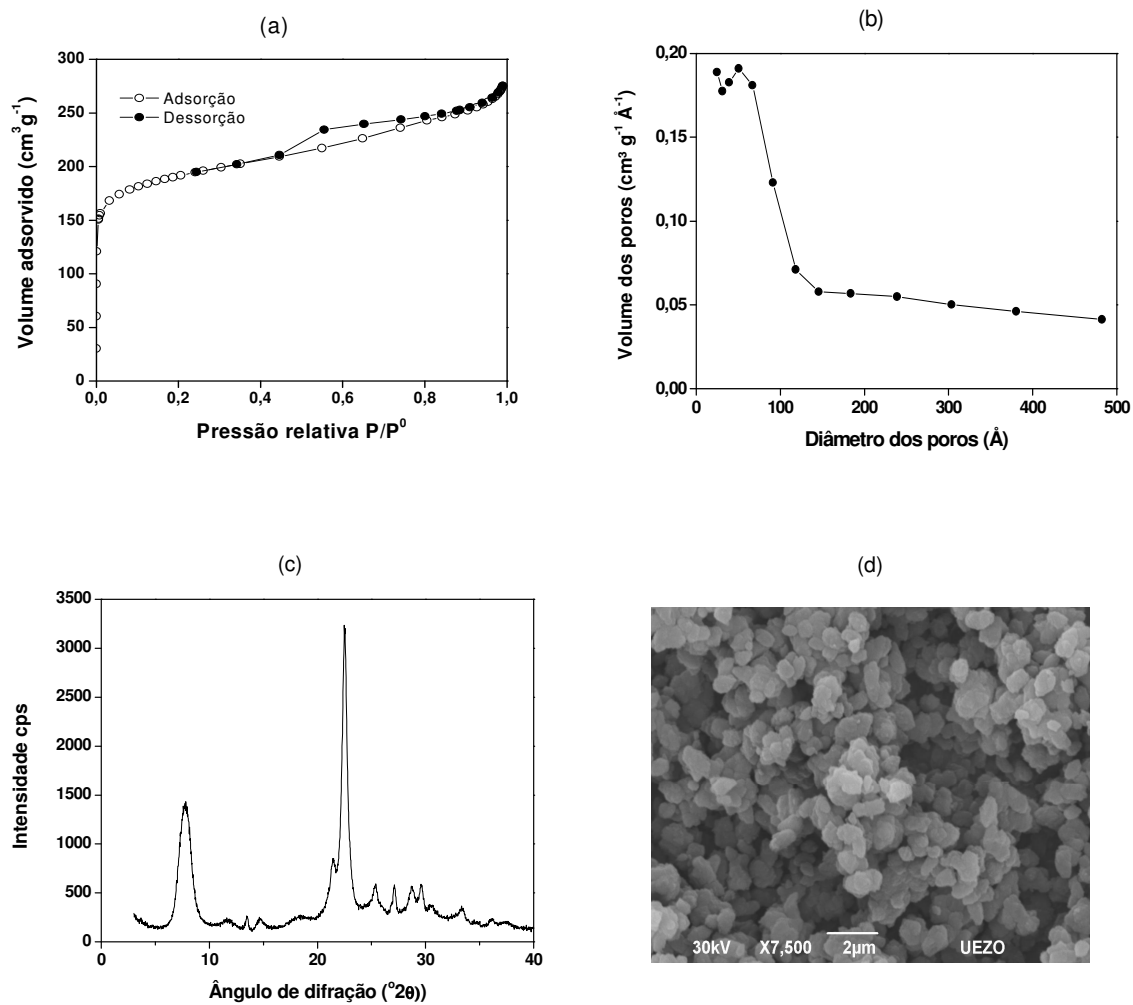 (a)
300
250
200
150
100
50
0
0,0
0,2
0,4
0,6
0,8
1,0
Adsorção
Dessorção
Volume adsorvido (cm³g⁻¹)
Pressão relativa P/P⁰
(b)
0,20
0,15
0,10
0,05
0,00
0
100
200
300
400
500
Volume dos poros (cm³ g⁻¹ Å⁻¹)
Diâmetro dos poros (Å)
(c)
3500
3000
2500
2000
1500
1000
500
0
0
10
20
30
40
Intensidade cps
Ângulo de difração (°2θ))
(d)
30kV X7,500 2µm UEZO